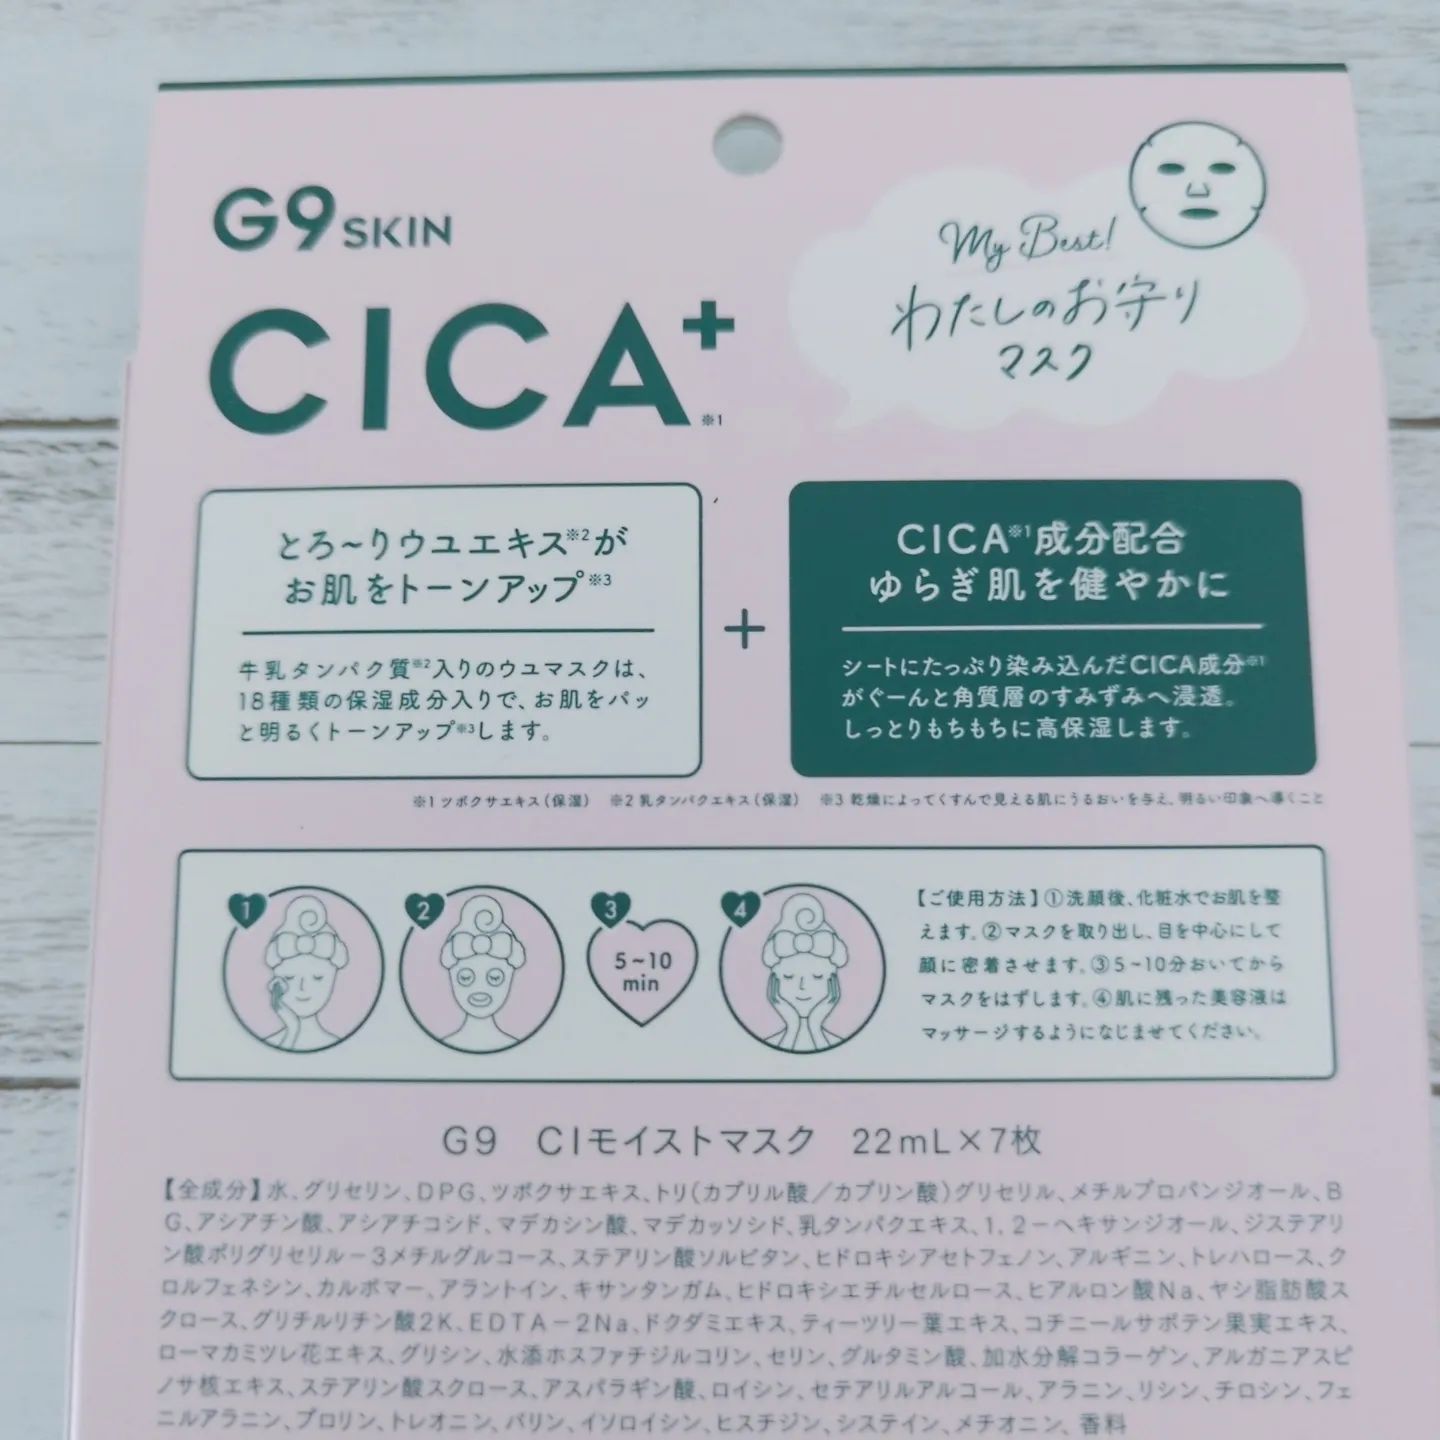 G9 SKIN
CICA+※1
My Best!
わたしのお守り
マスク
とろ~りウユエキス※2が
お肌をトーンアップ※3
牛乳タンパク質※2入りのウユマスクは、
18種類の保湿成分入りで、お肌をパッ
と明るくトーンアップ※3します。
+
CICA※1成分配合
ゆらぎ肌を健やかに
シートにたっぷり染み込んだCICA成分※1
がぐーんと角質層のすみずみへ浸透。
しっとりもちもちに高保湿します。
※1 ツボクサエキス(保湿) ※2 乳タンパクエキス(保湿) ※3 乾燥によってくすんで見える肌にうるおいを与え、明るい印象へ導くこと
1
2
3
5~10
min
4
【ご使用方法】①洗顔後、化粧水でお肌を整
えます。②マスクを取り出し、目を中心にして
顔に密着させます。③5~10分おいてから
マスクをはずします。④肌に残った美容液は
マッサージするようになじませてください。
G9 CIモイストマスク 22mL×7枚
【全成分】水、グリセリン、DPG、ツボクサエキス、トリ(カプリル酸/カプリン酸)グリセリル、メチルプロパンジオール、B
G、アシアチン酸、アシアチコシド、マデカシン酸、マデカッソシド、乳タンパクエキス、1,2-ヘキサンジオール、ジステアリ
ン酸ポリグリセリル-3メチルグルコース、ステアリン酸ソルビタン、ヒドロキシアセトフェノン、アルギニン、トレハロース、ク
ロルフェネシン、カルボマー、アラントイン、キサンタンガム、ヒドロキシエチルセルロース、ヒアルロン酸Na、ヤシ脂肪酸ス
クロース、グリチルリチン酸2K、EDTA-2Na、ドクダミエキス、ティーツリー葉エキス、コチニールサボテン果実エキス、
ローマカミツレ花エキス、グリシン、水添ホスファチジルコリン、セリン、グルタミン酸、加水分解コラーゲン、アルガニアスピ
ノサ核エキス、ステアリン酸スクロース、アスパラギン酸、ロイシン、セテアリルアルコール、アラニン、リシン、チロシン、フェ
ニルアラニン、プロリン、トレオニン、バリン、イソロイシン、ヒスチジン、システイン、メチオニン、香料